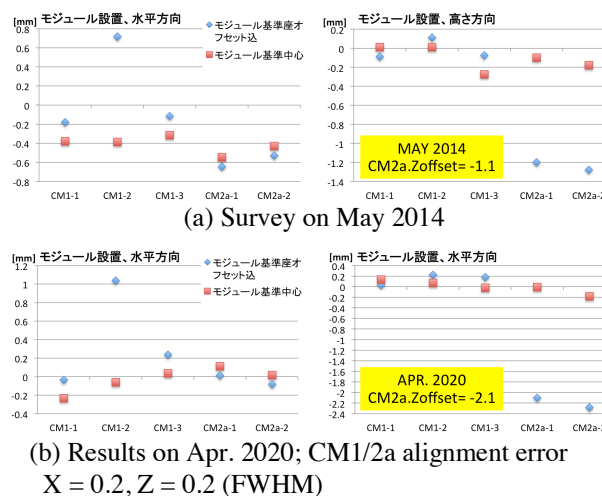 [mm] モジュール設置、水平方向
0.8
0.6
0.4
0.2
0
-0.2
-0.4
-0.6
-0.8
モジュール基準座オ
フセット込
モジュール基準中心
CM1-1 CM1-2 CM1-3 CM2a-1 CM2a-2
[mm] モジュール設置、高さ方向
0.2
0
-0.2
-0.4
-0.6
-0.8
-1
-1.2
-1.4
MAY 2014
CM2a.Zoffset= -1.1
CM1-1 CM1-2 CM1-3 CM2a-1 CM2a-2
(a) Survey on May 2014
[mm] モジュール設置、水平方向
1.2
1
0.8
0.6
0.4
0.2
0
-0.2
-0.4
モジュール基準座オ
フセット込
モジュール基準中心
CM1-1 CM1-2 CM1-3 CM2a-1 CM2a-2
[mm] モジュール設置、水平方向
0.4
0.2
0
-0.2
-0.4
-0.6
-0.8
-1
-1.2
-1.4
-1.6
-1.8
-2
-2.2
-2.4
APR. 2020
CM2a.Zoffset= -2.1
CM1-1 CM1-2 CM1-3 CM2a-1 CM2a-2
(b) Results on Apr. 2020; CM1/2a alignment error
X = 0.2, Z = 0.2 (FWHM)